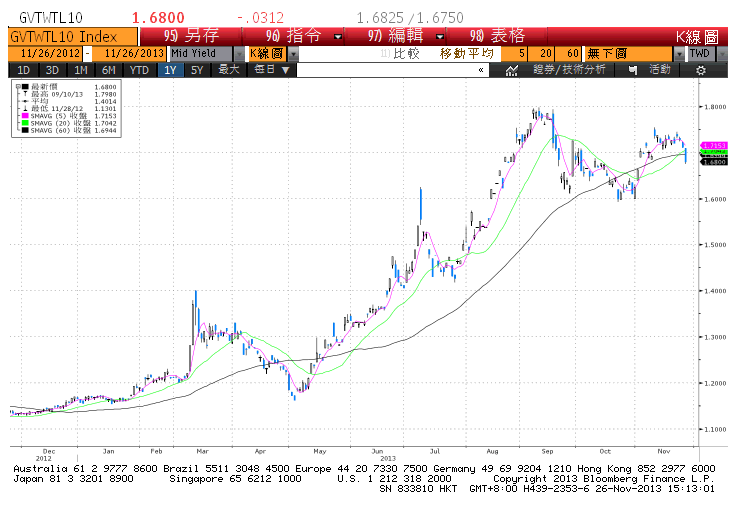 GVTWTL10 1.6800 -.0312 1.6825/1.6750
GVTWTL10 Index 95) 另存 96) 指令 97) 編輯 98) 表格 K線圖
11/26/2012 - 11/26/2013 Mid Yield K線圖 比較 移動平均 5 20 60 無下圖 TWD
1D 3D 1M 6M YTD 1Y 5Y 最大 每日▼ « 證券/技術分析 活動
最新價 1.6800
最高 09/10/13 1.7980
平均 1.4014
最低 11/28/12 1.1301
SMAVG (5) 收盤 1.7153
SMAVG (20) 收盤 1.7042
SMAVG (60) 收盤 1.6944
1.8000
1.7153
1.6800
1.6000
1.5000
1.4000
1.3000
1.2000
1.1000
Dec Jan Feb Mar Apr May Jun Jul Aug Sep Oct Nov
2012 2013
Australia 61 2 9777 8600 Brazil 5511 3048 4500 Europe 44 20 7330 7500 Germany 49 69 9204 1210 Hong Kong 852 2977 6000
Japan 81 3 3201 8900 Singapore 65 6212 1000 U.S. 1 212 318 2000 Copyright 2013 Bloomberg Finance L.P.
SN 833810 HKT GMT+8:00 H439-2353-6 26-Nov-2013 15:13:01